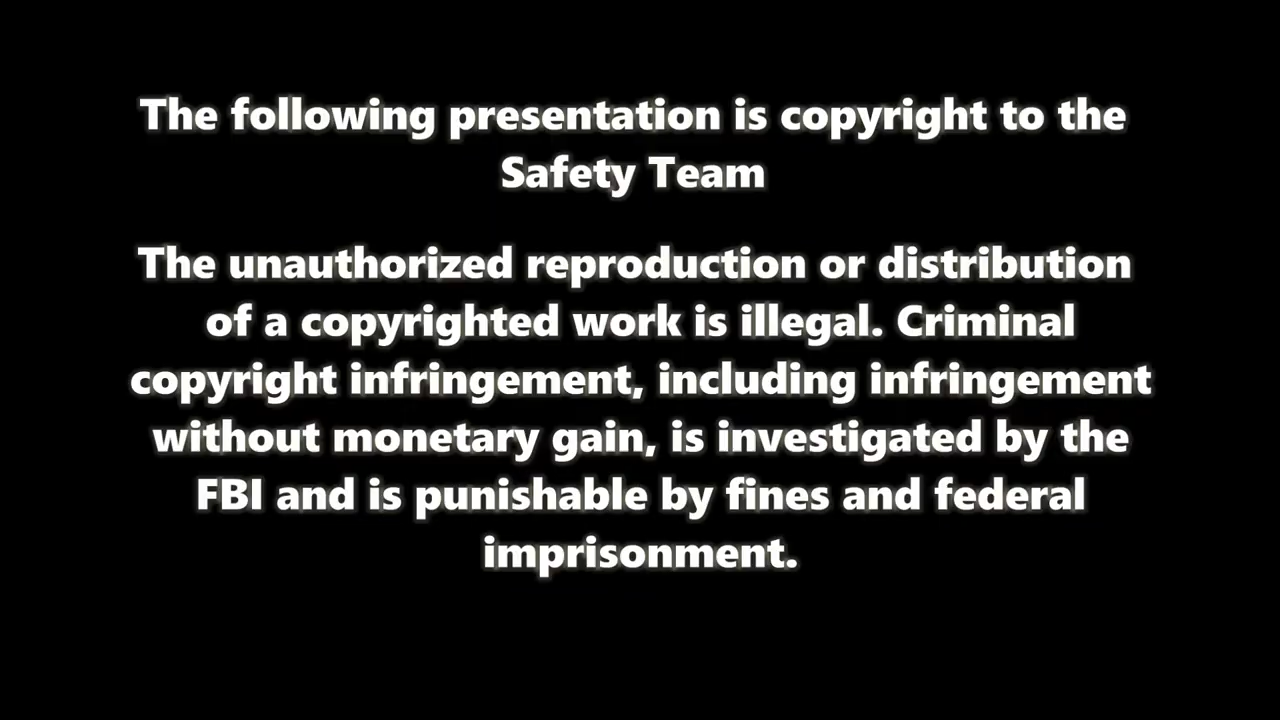 The following presentation is copyright to the
Safety Team
The unauthorized reproduction or distribution
of a copyrighted work is illegal. Criminal
copyright infringement, including infringement
without monetary gain, is investigated by the
FBI and is punishable by fines and federal
imprisonment.